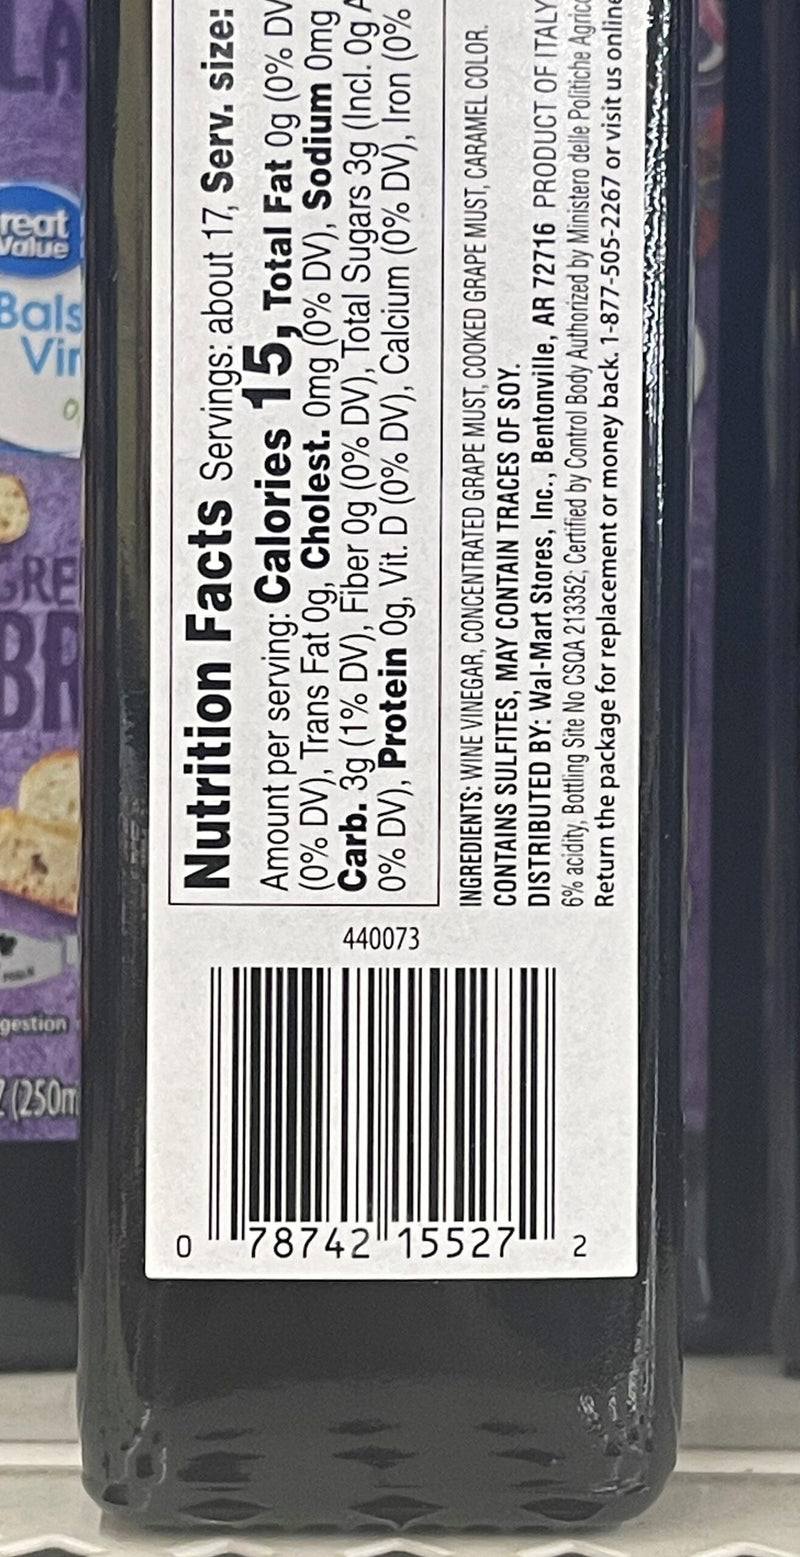 Nutrition Facts Servings: about 17, Serv. size:
Amount per serving: Calories 15, Total Fat 0g (0% DV
(0% DV), Trans Fat 0g, Cholest. 0mg (0% DV), Sodium 0mg
Carb. 3g (1% DV), Fiber 0g (0% DV), Total Sugars 3g (Incl. 0g A
0% DV), Protein 0g, Vit. D (0% DV), Calcium (0% DV), Iron (0%
INGREDIENTS: WINE VINEGAR, CONCENTRATED GRAPE MUST, COOKED GRAPE MUST, CARAMEL COLOR.
CONTAINS SULFITES, MAY CONTAIN TRACES OF SOY.
DISTRIBUTED BY: Wal-Mart Stores, Inc., Bentonville, AR 72716 PRODUCT OF ITALY
6% acidity, Bottling Site No CSQA 213352; Certified by Control Body Authorized by Ministero delle Politiche Agrico
Return the package for replacement or money back. 1-877-505-2267 or visit us online
440073
0 78742 15527 2
LA
reat
Value
Bals
Vin
GRE
BR
gestion
Z (250m